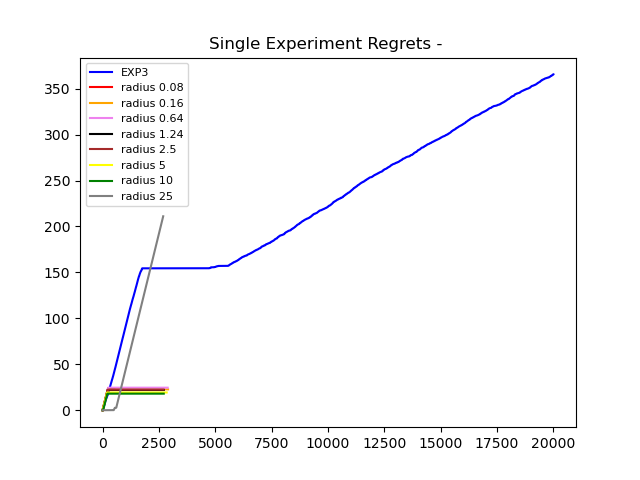 Single Experiment Regrets -
EXP3
radius 0.08
radius 0.16
radius 0.64
radius 1.24
radius 2.5
radius 5
radius 10
radius 25
350
300
250
200
150
100
50
0
0 2500 5000 7500 10000 12500 15000 17500 20000